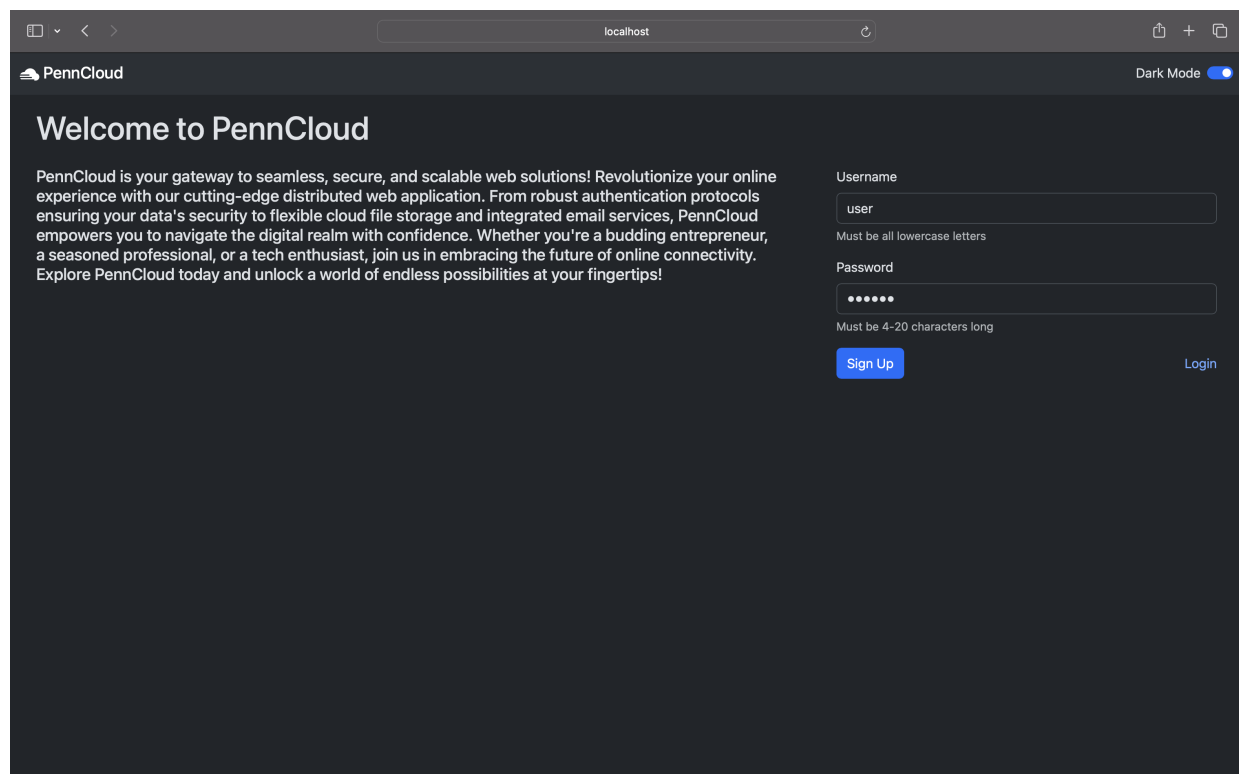 localhost
PennCloud
Dark Mode
Welcome to PennCloud
PennCloud is your gateway to seamless, secure, and scalable web solutions! Revolutionize your online
experience with our cutting-edge distributed web application. From robust authentication protocols
ensuring your data's security to flexible cloud file storage and integrated email services, PennCloud
empowers you to navigate the digital realm with confidence. Whether you're a budding entrepreneur,
a seasoned professional, or a tech enthusiast, join us in embracing the future of online connectivity.
Explore PennCloud today and unlock a world of endless possibilities at your fingertips!
Username
user
Must be all lowercase letters
Password
••••••
Must be 4-20 characters long
Sign Up
Login